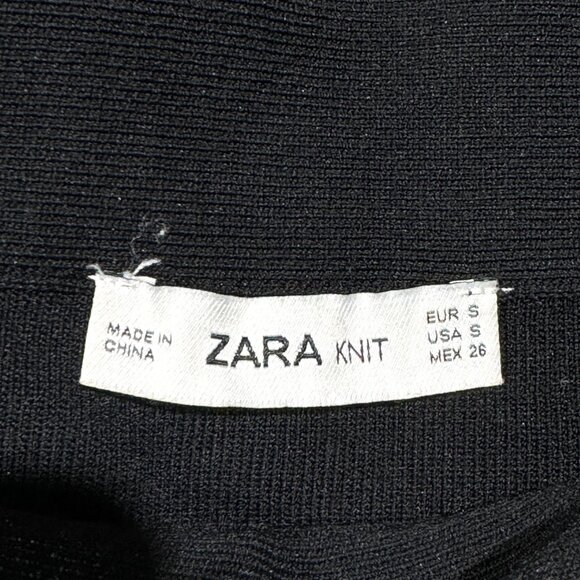 MADE IN
CHINA
ZARA KNIT
EUR S
USA S
MEX 26